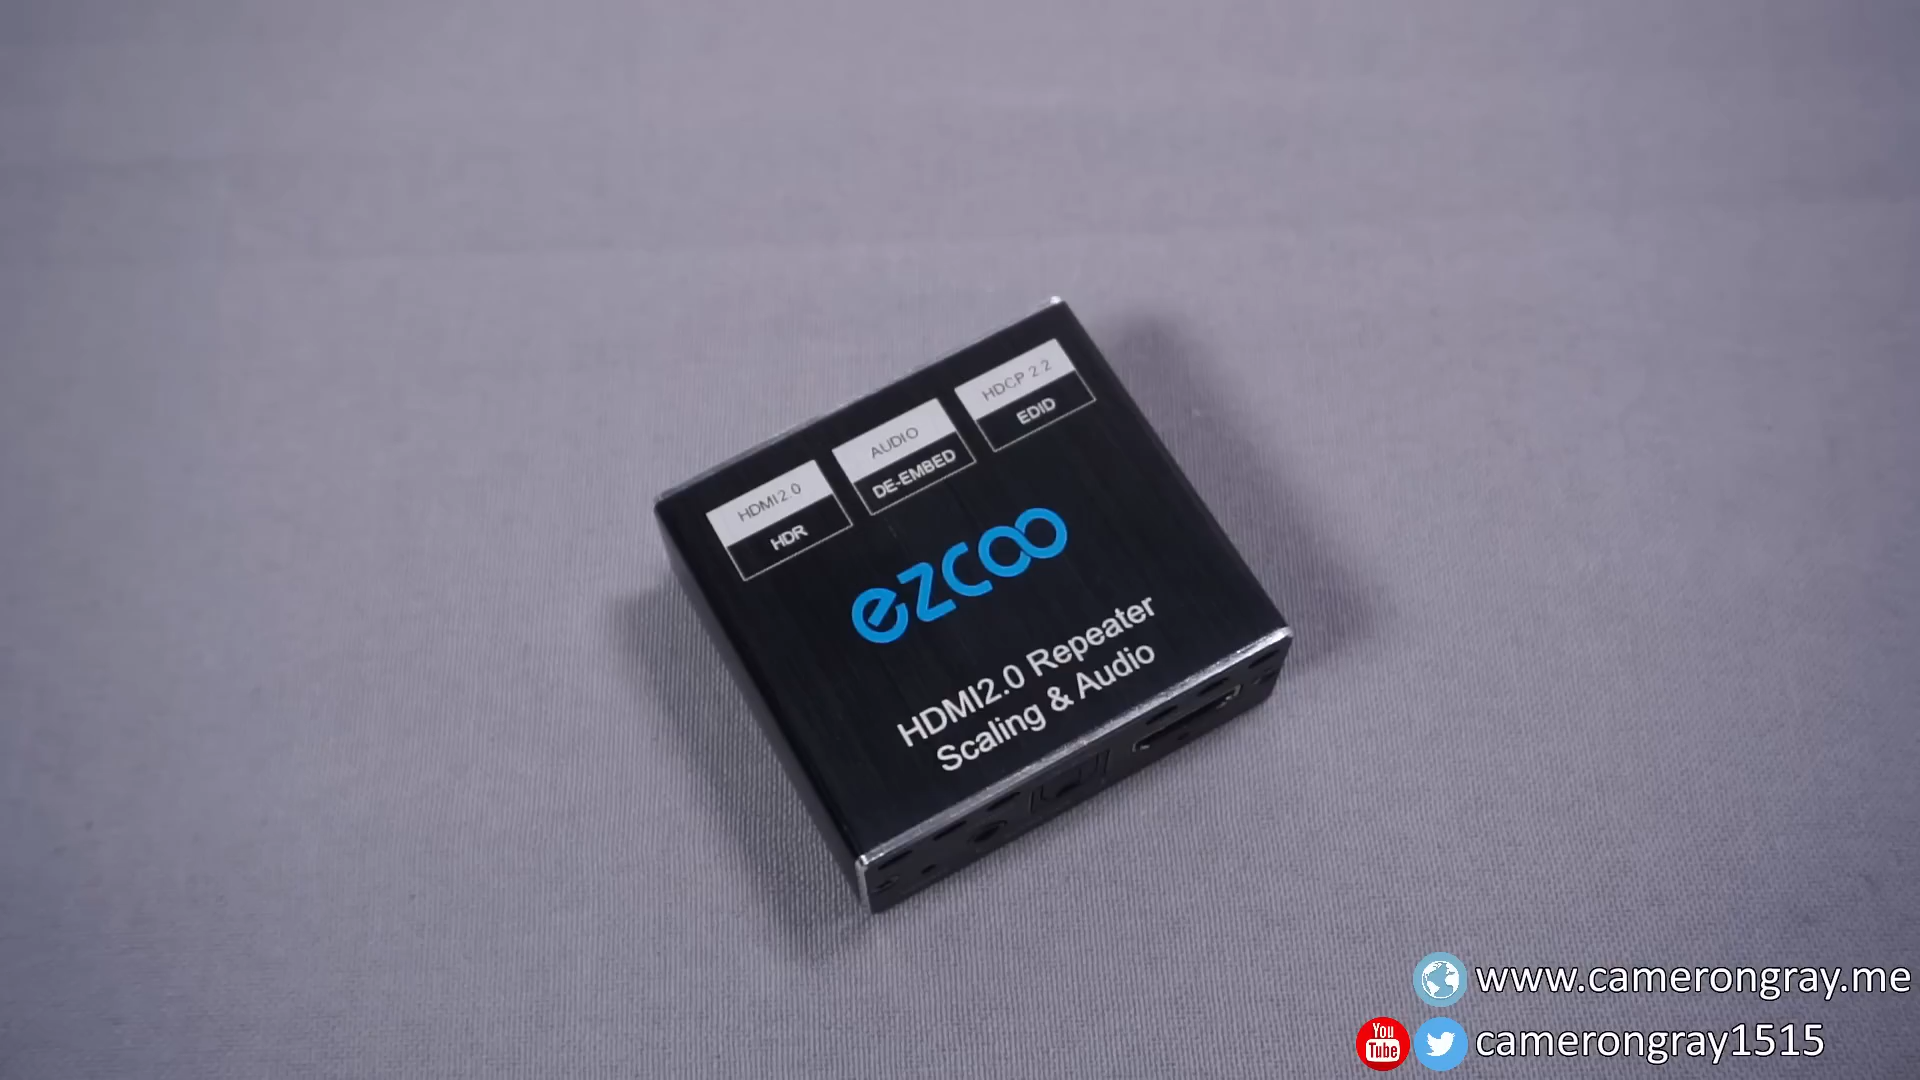 HDMI2.0
HDR
AUDIO
DE-EMBED
HDCP 2.2
EDID
ezcoo
HDMI2.0 Repeater
Scaling & Audio
www.camerongray.me
You
Tube
camerongray1515